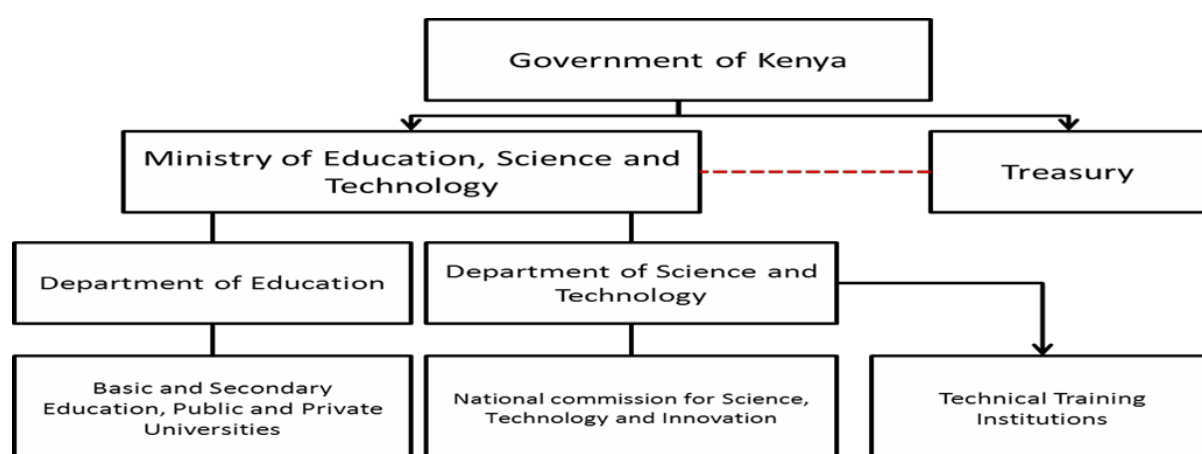 Government of Kenya
Ministry of Education, Science and
Technology
Treasury
Department of Education
Department of Science and
Technology
Basic and Secondary
Education, Public and Private
Universities
National commission for Science,
Technology and Innovation
Technical Training
Institutions